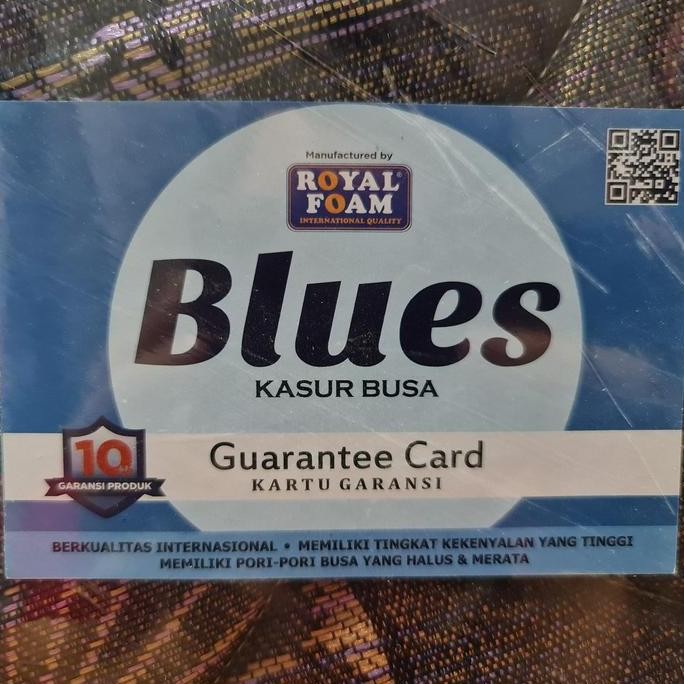 Manufactured by
ROYAL®
FOAM
INTERNATIONAL QUALITY
Blues
KASUR BUSA
10
GARANSI PRODUK
Guarantee Card
KARTU GARANSI
BERKUALITAS INTERNASIONAL • MEMILIKI TINGKAT KEKENYALAN YANG TINGGI
MEMILIKI PORI-PORI BUSA YANG HALUS & MERATA